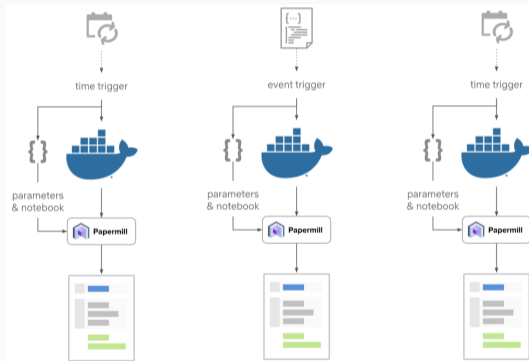 time trigger
event trigger
time trigger
{ }
{ }
{ }
parameters
& notebook
parameters
& notebook
parameters
& notebook
Papermill
Papermill
Papermill